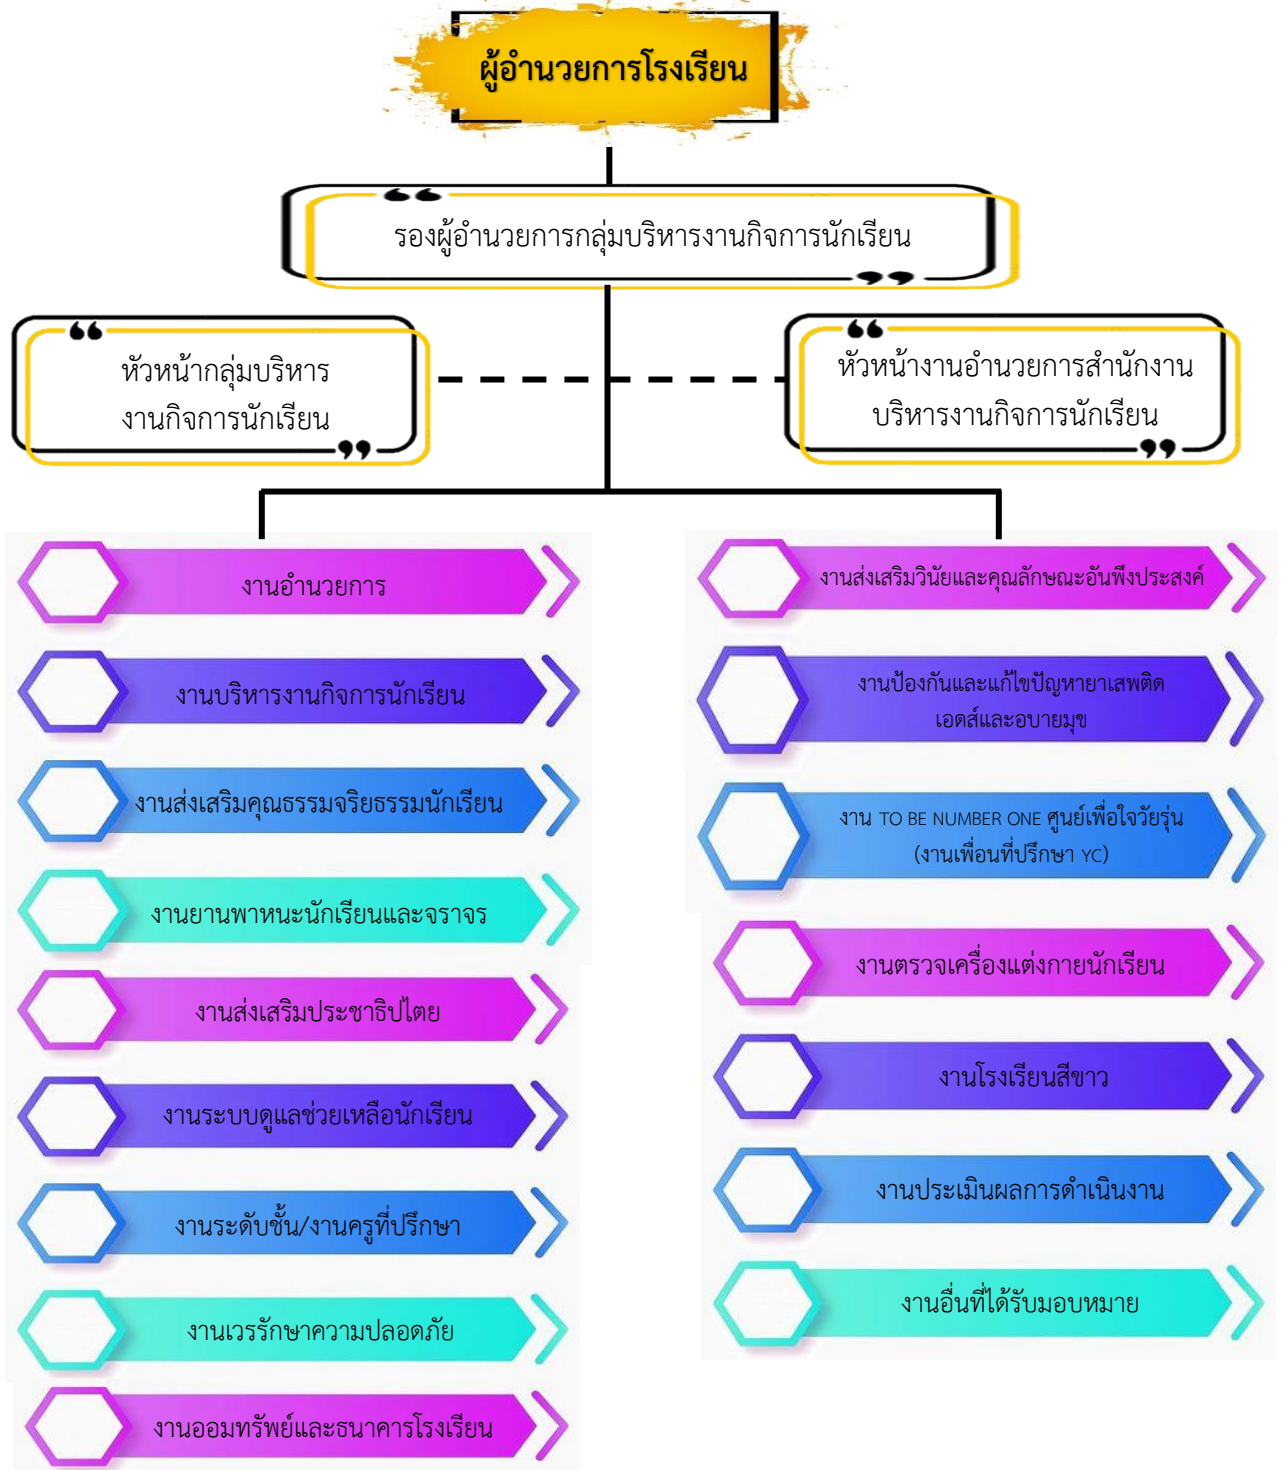 ผู้อำนวยการโรงเรียน
รองผู้อำนวยการกลุ่มบริหารงานกิจการนักเรียน
หัวหน้ากลุ่มบริหาร
งานกิจการนักเรียน
หัวหน้างานอำนวยการสำนักงาน
บริหารงานกิจการนักเรียน
งานอำนวยการ
งานบริหารงานกิจการนักเรียน
งานส่งเสริมคุณธรรมจริยธรรมนักเรียน
งานยานพาหนะนักเรียนและจราจร
งานส่งเสริมประชาธิปไตย
งานระบบดูแลช่วยเหลือนักเรียน
งานระดับชั้น/งานครูที่ปรึกษา
งานเวรรักษาความปลอดภัย
งานออมทรัพย์และธนาคารโรงเรียน
งานส่งเสริมวินัยและคุณลักษณะอันพึงประสงค์
งานป้องกันและแก้ไขปัญหายาเสพติด
เอดส์และอบายมุข
งาน TO BE NUMBER ONE ศูนย์เพื่อใจวัยรุ่น
(งานเพื่อนที่ปรึกษา YC)
งานตรวจเครื่องแต่งกายนักเรียน
งานโรงเรียนสีขาว
งานประเมินผลการดำเนินงาน
งานอื่นที่ได้รับมอบหมาย